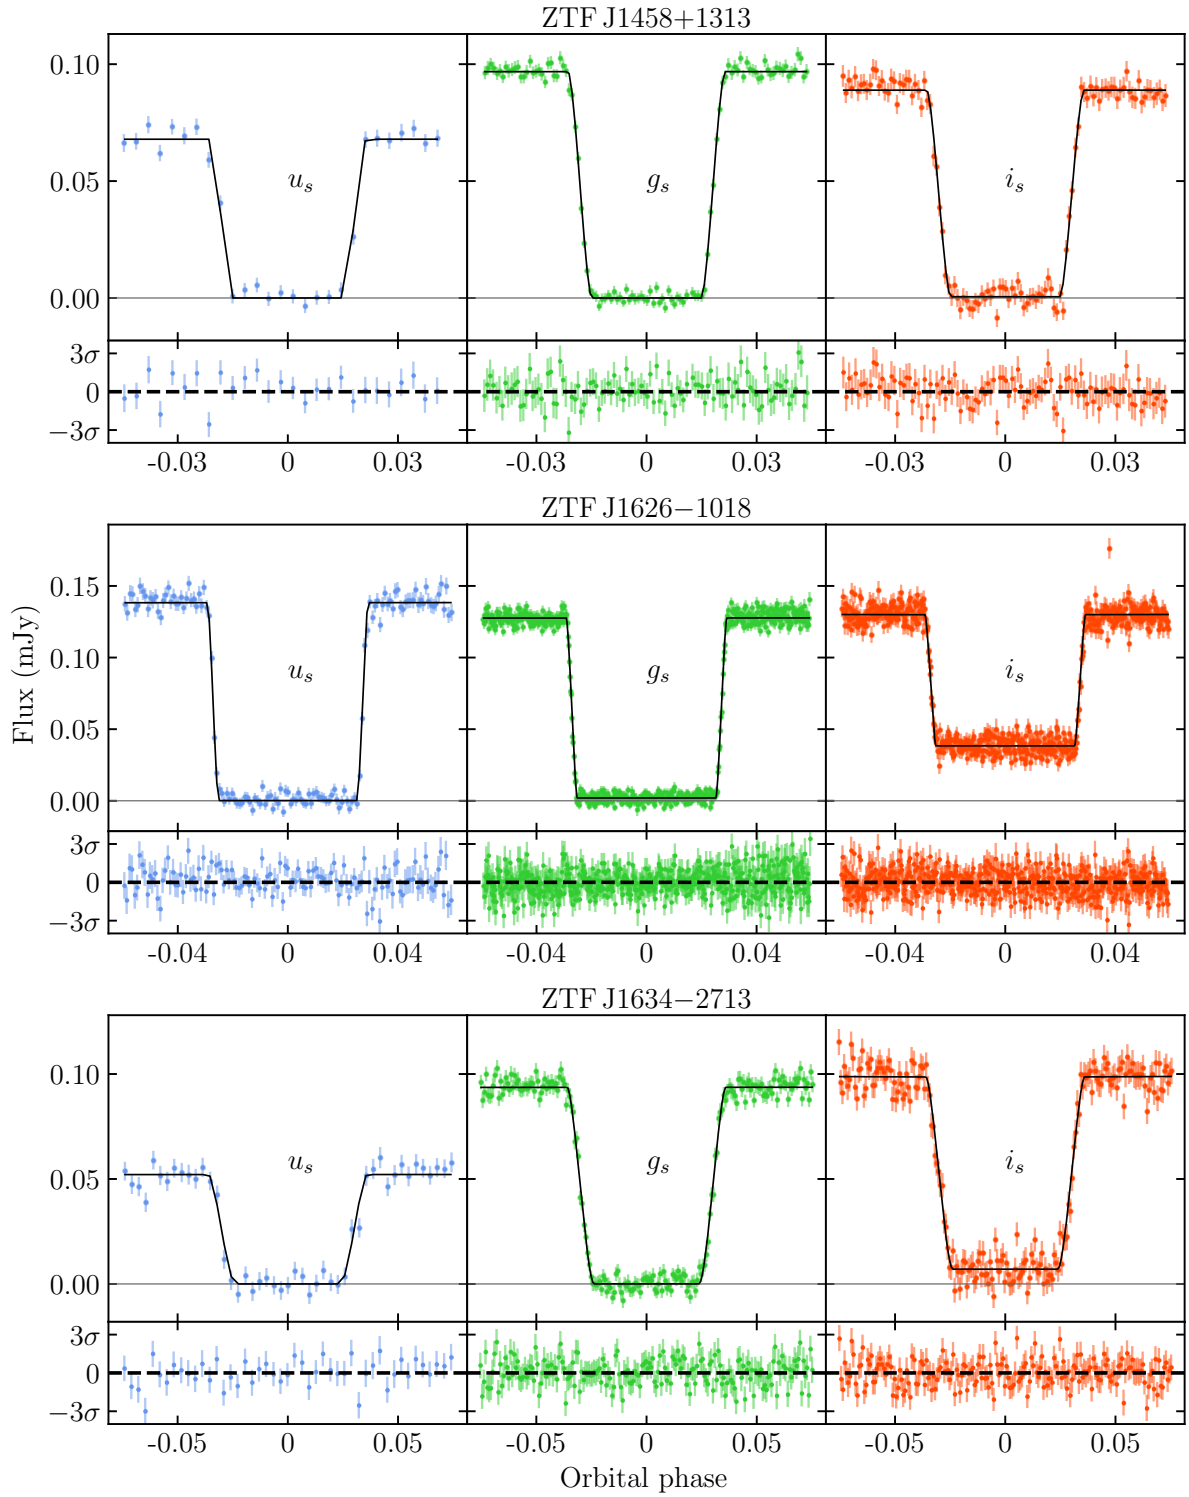 ZTF J1458+1313
0.10
0.05
0.00
u_s
g_s
i_s
3σ
0
−3σ
-0.03 0 0.03 -0.03 0 0.03 -0.03 0 0.03
ZTF J1626−1018
0.15
0.10
0.05
0.00
Flux (mJy)
u_s
g_s
i_s
3σ
0
−3σ
-0.04 0 0.04 -0.04 0 0.04 -0.04 0 0.04
ZTF J1634−2713
0.10
0.05
0.00
u_s
g_s
i_s
3σ
0
−3σ
-0.05 0 0.05 -0.05 0 0.05 -0.05 0 0.05
Orbital phase